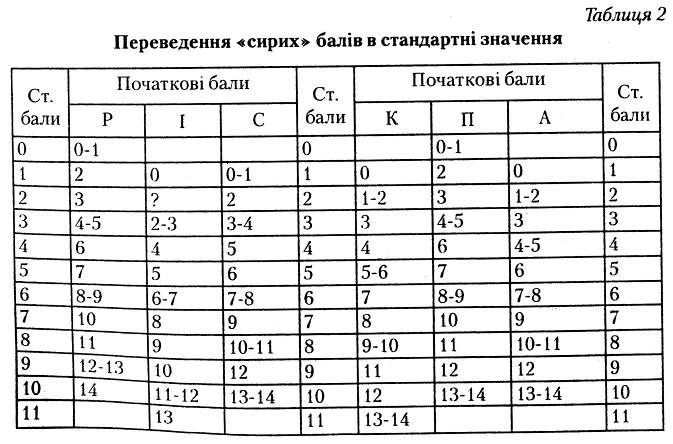 Таблиця 2
Переведення «сирих» балів в стандартні значення
Ст. бали Початкові бали Ст. бали Початкові бали Ст. бали
Р І С К П А
0 0-1 0 0-1 0
1 2 0 0-1 1 0 2 0 1
2 3 ? 2 2 1-2 3 1-2 2
3 4-5 2-3 3-4 3 3 4-5 3 3
4 6 4 5 4 4 6 4-5 4
5 7 5 6 5 5-6 7 6 5
6 8-9 6-7 7-8 6 7 8-9 7-8 6
7 10 8 9 7 8 10 9 7
8 11 9 10-11 8 9-10 11 10-11 8
9 12-13 10 12 9 11 12 12 9
10 14 11-12 13-14 10 12 13-14 13-14 10
11 13 11 13-14 11